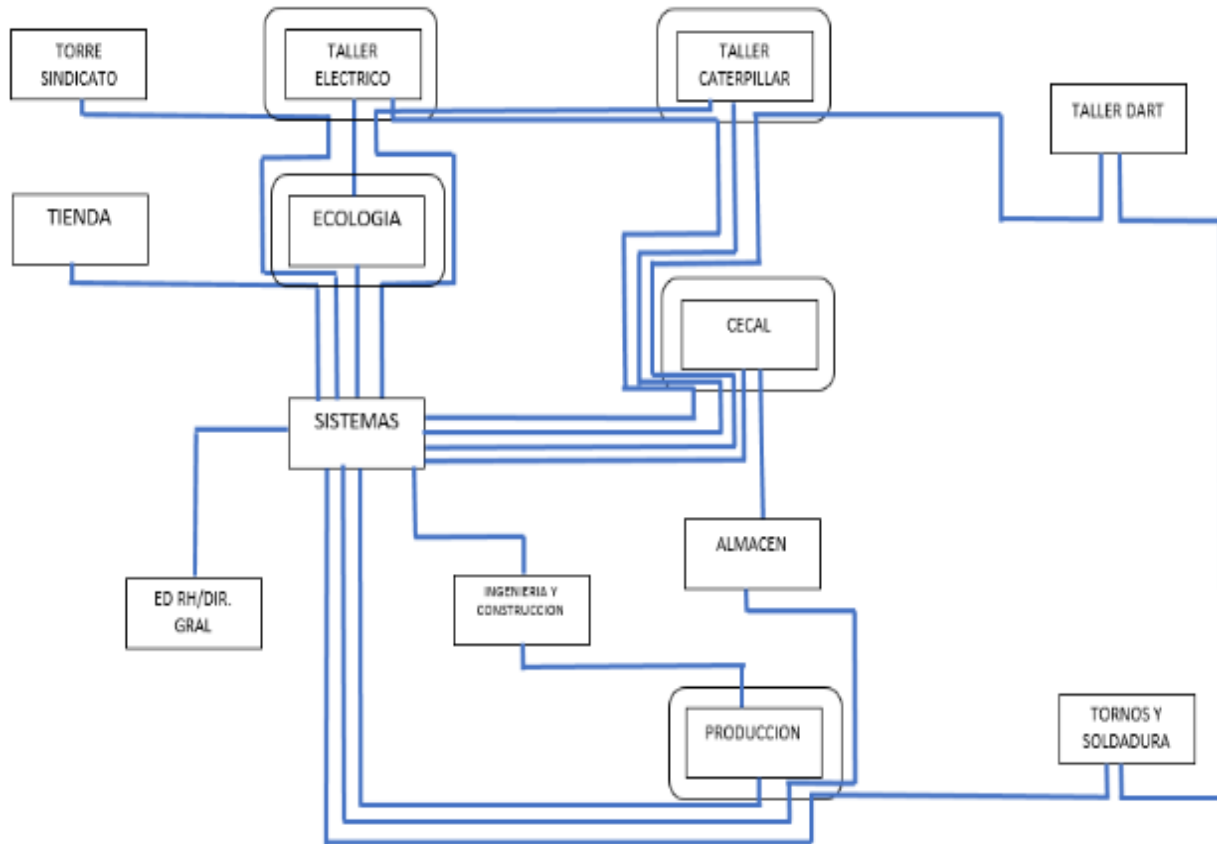 TORRE
SINDICATO
TALLER
ELECTRICO
TALLER
CATERPILLAR
TALLER DART
TIENDA
ECOLOGIA
CECAL
SISTEMAS
ALMACEN
ED RH/DIR.
GRAL
INGENIERIA Y
CONSTRUCCION
PRODUCCION
TORNOS Y
SOLDADURA